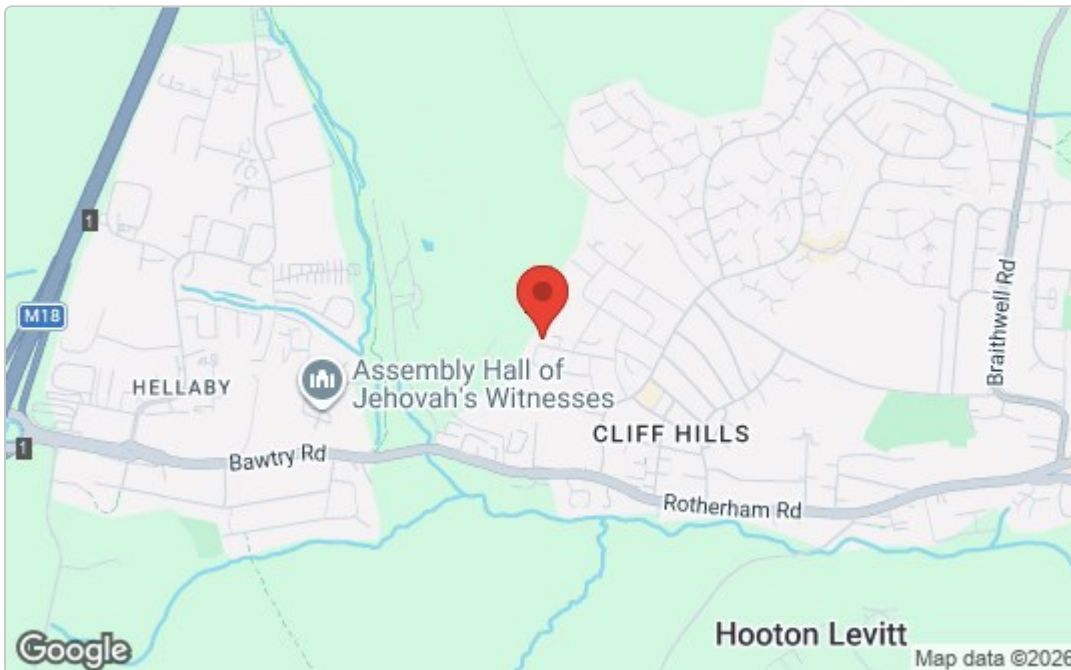 1
M18
HELLABY
Assembly Hall of
Jehovah's Witnesses
1
Bawtry Rd
CLIFF HILLS
Braithwell Rd
Rotherham Rd
Hooton Levitt
Google
Map data ©2026